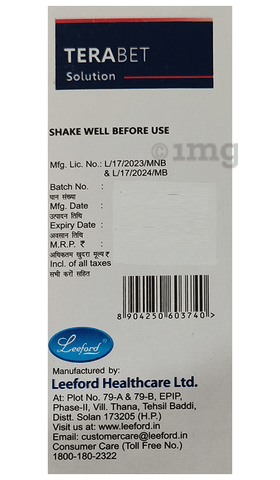 TERABET
Solution
SHAKE WELL BEFORE USE
1mg
Mfg. Lic. No.: L/17/2023/MNB
& L/17/2024/MB
Batch No. :
घान संख्या
Mfg. Date :
उत्पादन तिथि
Expiry Date :
अवसान तिथि
M.R.P. ₹ :
अधिकतम खुदरा मूल्य ₹
Incl. of all taxes
सभी करों सहित
8 904250 603740 >
Leeford
Manufactured by:
Leeford Healthcare Ltd.
At: Plot No. 79-A & 79-B, EPIP,
Phase-II, Vill. Thana, Tehsil Baddi,
Distt. Solan 173205 (H.P.)
Visit us at: www.leeford.in
Email: customercare@leeford.in
Consumer Care (Toll Free No.)
1800-180-2322